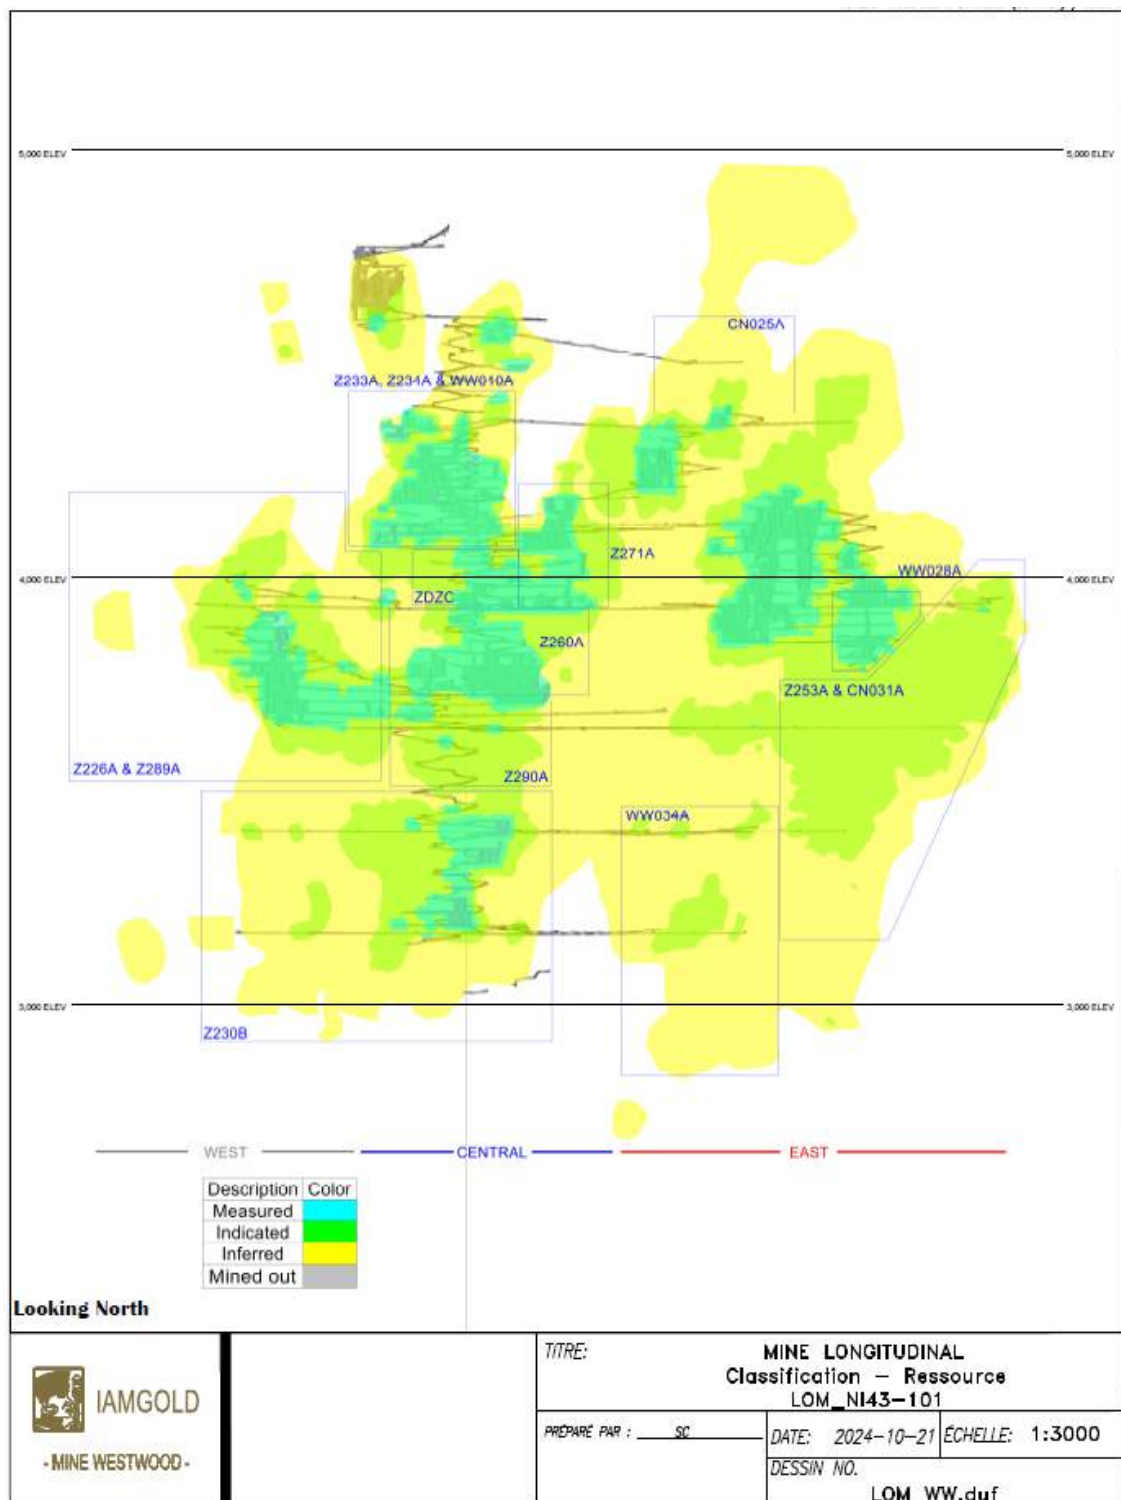 5,000 ELEV
5,000 ELEV
CN025A
Z233A, Z234A & WW010A
Z271A
WW028A
4,000 ELEV
4,000 ELEV
ZDZC
Z260A
Z253A & CN031A
Z226A & Z289A
Z290A
WW034A
3,000 ELEV
3,000 ELEV
Z230B
WEST
CENTRAL
EAST
Description Color
Measured
Indicated
Inferred
Mined out
Looking North
IAMGOLD
- MINE WESTWOOD -
TITRE:
MINE LONGITUDINAL
Classification - Ressource
LOM_NI43-101
PRÉPARÉ PAR : SC
DATE: 2024-10-21
ÉCHELLE: 1:3000
DESSIN NO.
LOM_WW.duf